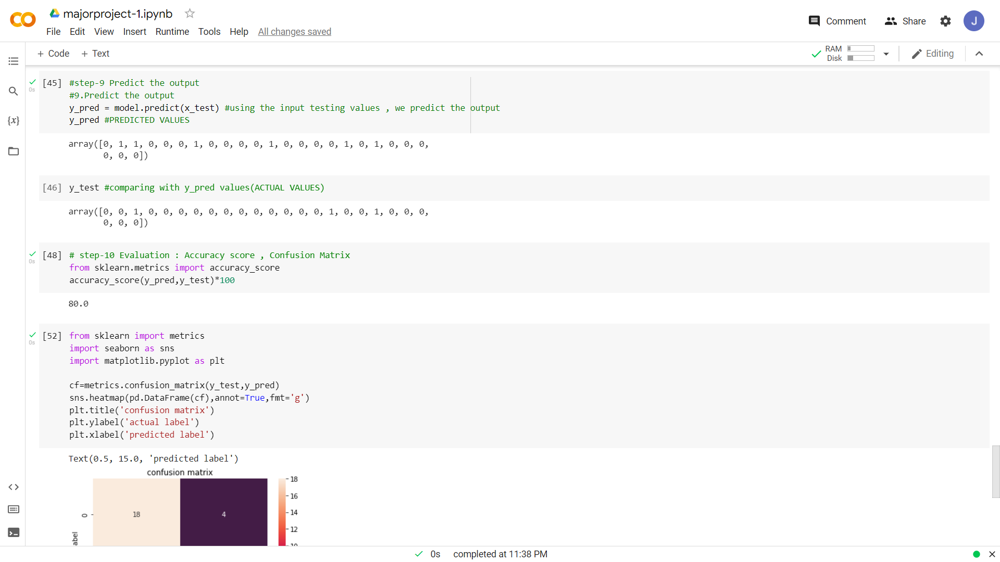 majorproject-1.ipynb
File Edit View Insert Runtime Tools Help All changes saved
Comment Share J
+ Code + Text
RAM
Disk
Editing
{x}
[45] #step-9 Predict the output
#9.Predict the output
y_pred = model.predict(x_test) #using the input testing values , we predict the output
y_pred #PREDICTED VALUES
0s
array([0, 1, 1, 0, 0, 0, 1, 0, 0, 0, 0, 1, 0, 0, 0, 0, 1, 0, 1, 0, 0, 0,
0, 0, 0])
[46] y_test #comparing with y_pred values(ACTUAL VALUES)
array([0, 0, 1, 0, 0, 0, 0, 0, 0, 0, 0, 0, 0, 0, 0, 1, 0, 0, 1, 0, 0, 0,
0, 0, 0])
[48] # step-10 Evaluation : Accuracy score , Confusion Matrix
0s
from sklearn.metrics import accuracy_score
accuracy_score(y_pred,y_test)*100
80.0
[52] from sklearn import metrics
0s
import seaborn as sns
import matplotlib.pyplot as plt
cf=metrics.confusion_matrix(y_test,y_pred)
sns.heatmap(pd.DataFrame(cf),annot=True,fmt='g')
plt.title('confusion matrix')
plt.ylabel('actual label')
plt.xlabel('predicted label')
Text(0.5, 15.0, 'predicted label')
confusion matrix
18
16
14
12
0 18 4
0s completed at 11:38 PM